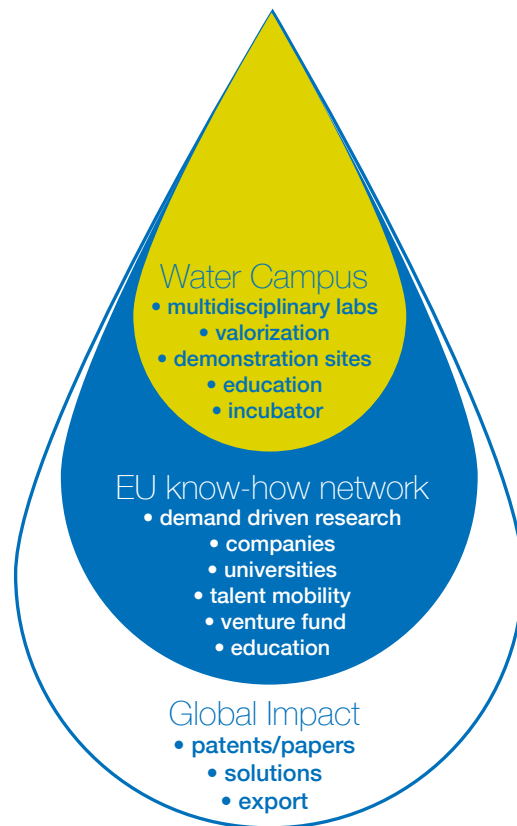 Water Campus
• multidisciplinary labs
• valorization
• demonstration sites
• education
• incubator
EU know-how network
• demand driven research
• companies
• universities
• talent mobility
• venture fund
• education
Global Impact
• patents/papers
• solutions
• export